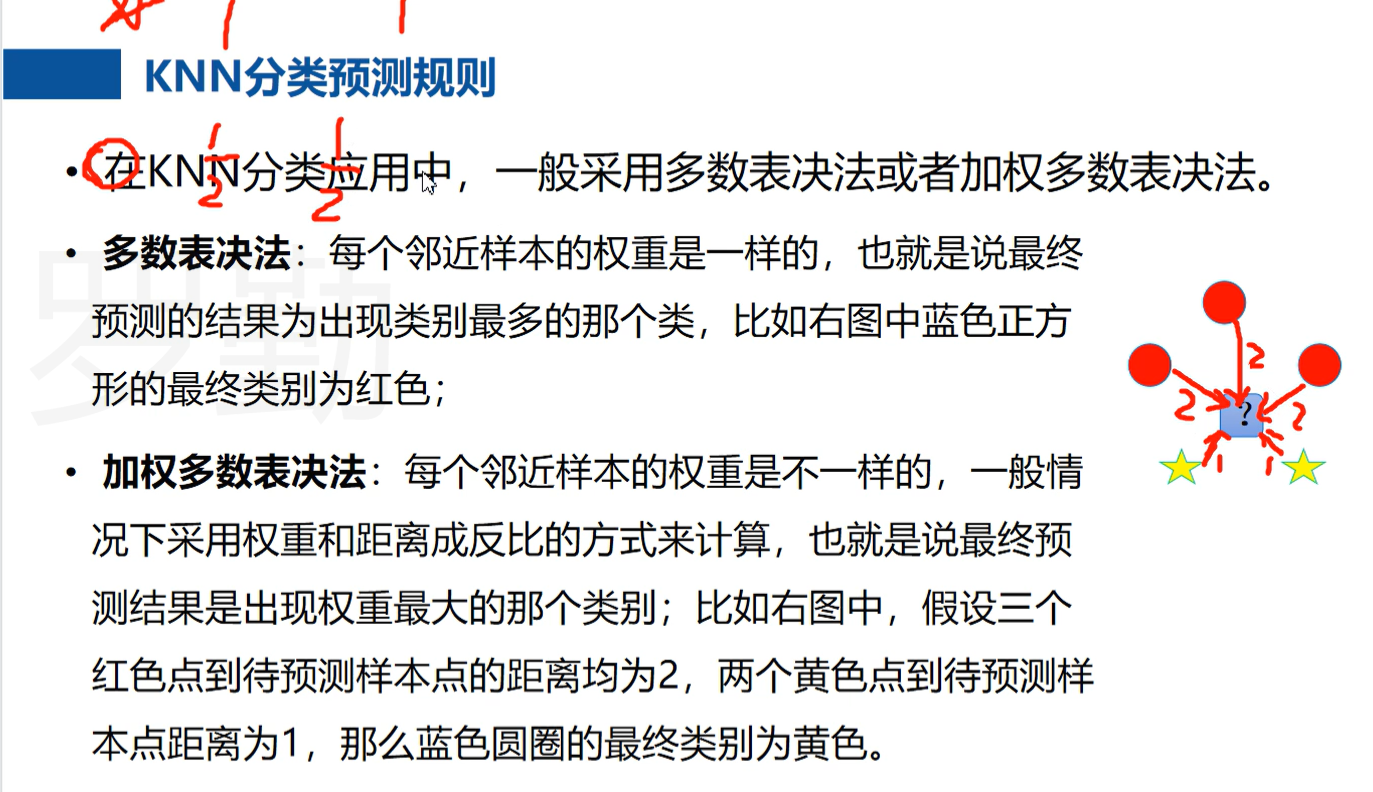 KNN分类预测规则
• 在KNN分类应用中，一般采用多数表决法或者加权多数表决法。
1 1
2 2
• 多数表决法：每个邻近样本的权重是一样的，也就是说最终
预测的结果为出现类别最多的那个类，比如右图中蓝色正方
形的最终类别为红色；
• 加权多数表决法：每个邻近样本的权重是不一样的，一般情
况下采用权重和距离成反比的方式来计算，也就是说最终预
测结果是出现权重最大的那个类别；比如右图中，假设三个
红色点到待预测样本点的距离均为2，两个黄色点到待预测样
本点距离为1，那么蓝色圆圈的最终类别为黄色。
2
2 ? 2
1 1
罗勤